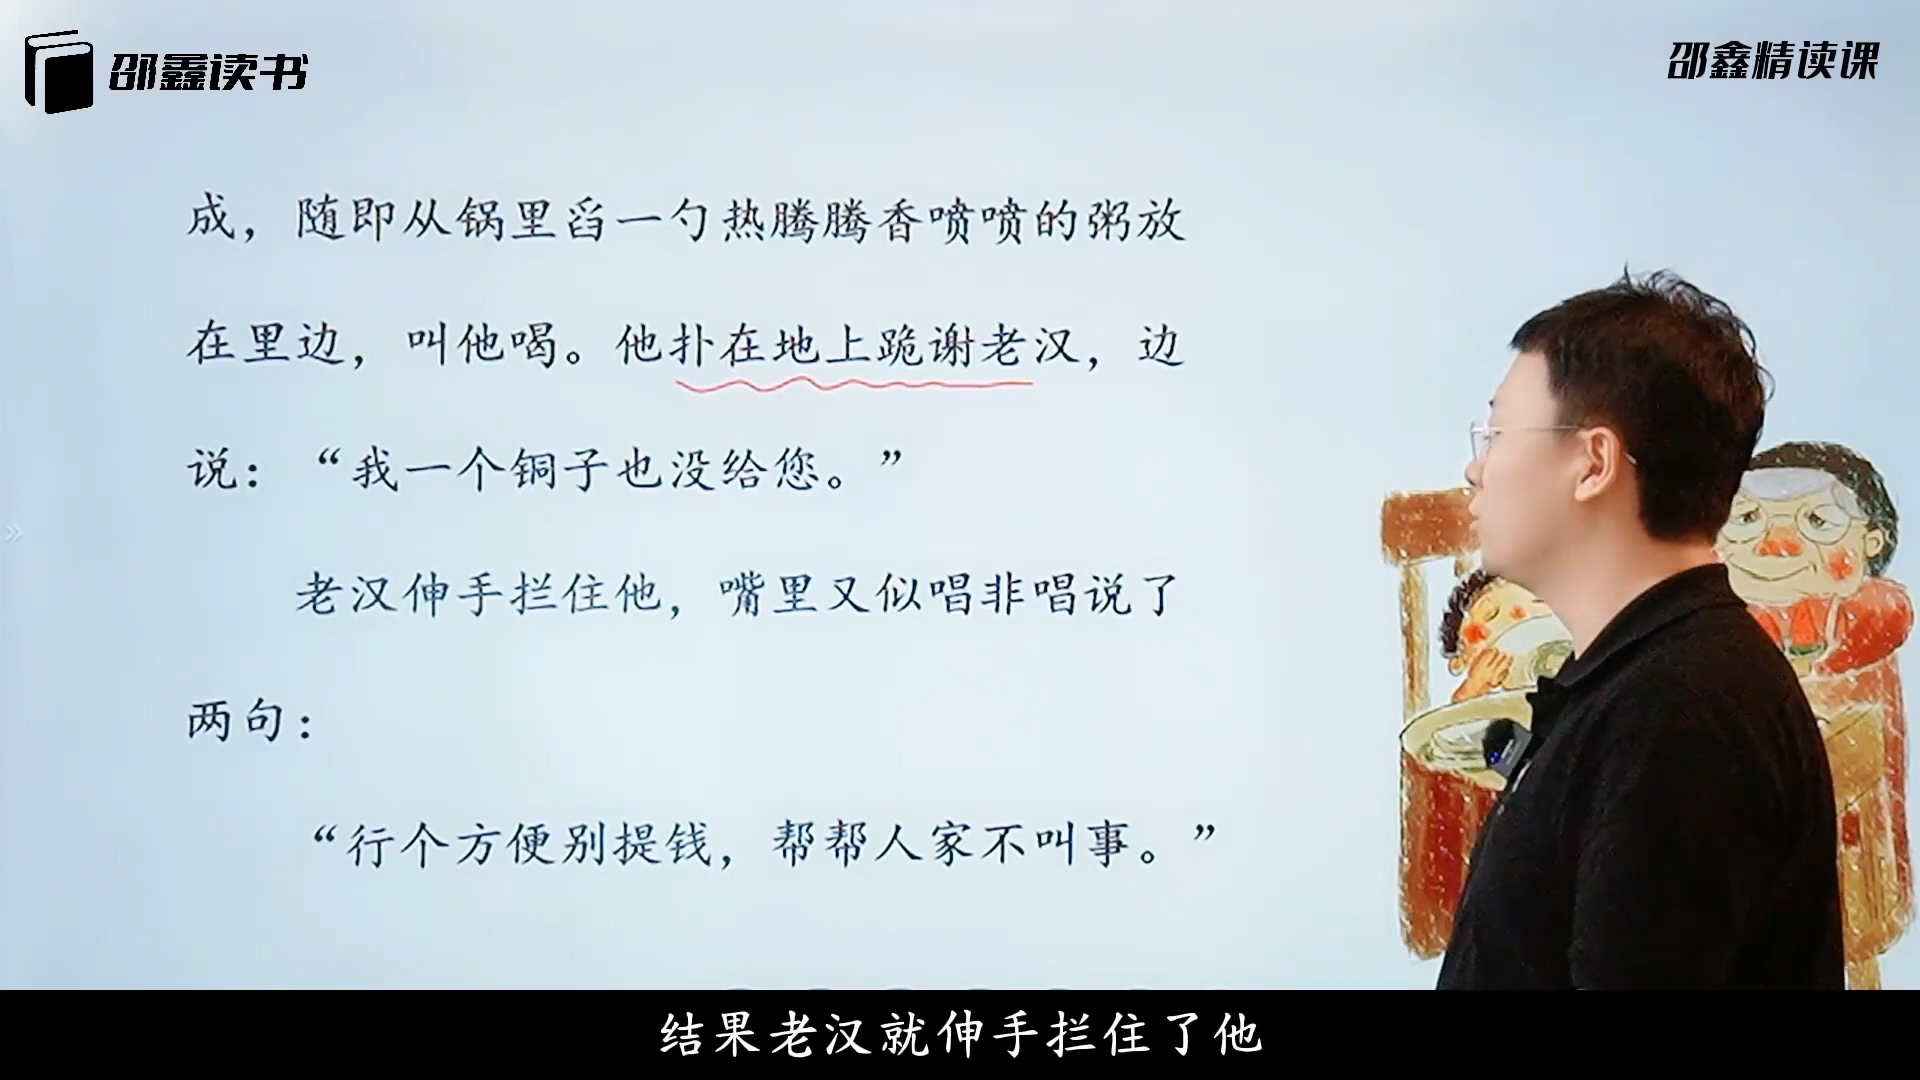 邵鑫读书
邵鑫精读课
成，随即从锅里舀一勺热腾腾香喷喷的粥放
在里边，叫他喝。他扑在地上跪谢老汉，边
说：“我一个铜子也没给您。”
老汉伸手拦住他，嘴里又似唱非唱说了
两句：
“行个方便别提钱，帮帮人家不叫事。”
结果老汉就伸手拦住了他